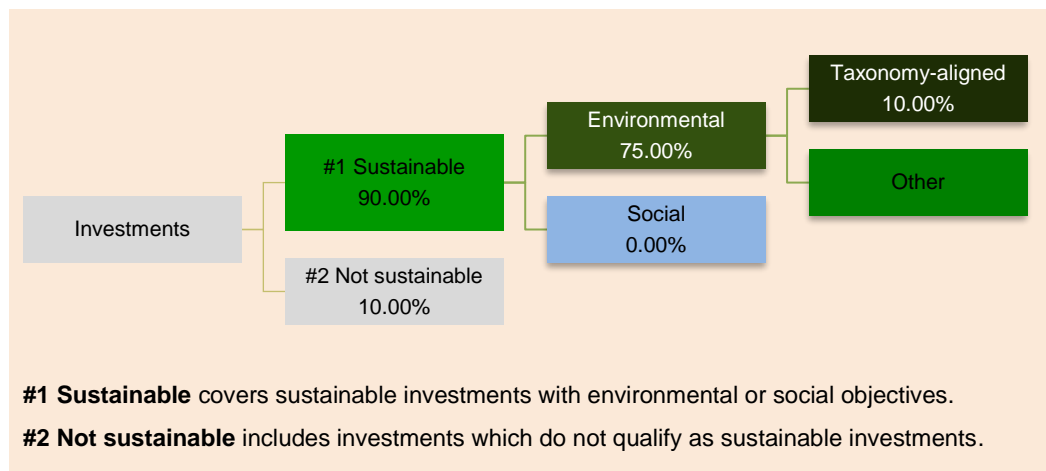 Taxonomy-aligned
10.00%
Environmental
75.00%
#1 Sustainable
90.00%
Other
Social
0.00%
Investments
#2 Not sustainable
10.00%
#1 Sustainable covers sustainable investments with environmental or social objectives.
#2 Not sustainable includes investments which do not qualify as sustainable investments.